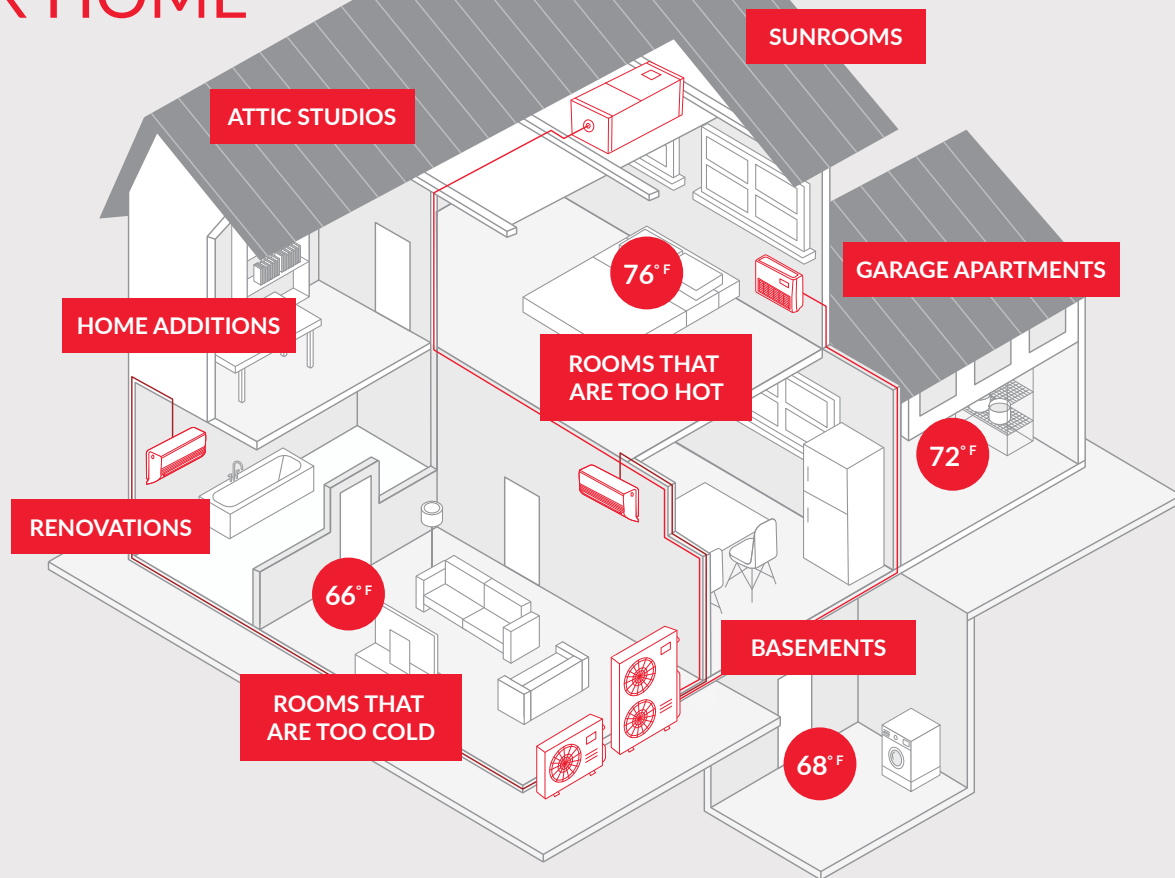 HOME
SUNROOMS
ATTIC STUDIOS
76°F
GARAGE APARTMENTS
HOME ADDITIONS
ROOMS THAT
ARE TOO HOT
72°F
RENOVATIONS
66°F
BASEMENTS
ROOMS THAT
ARE TOO COLD
68°F